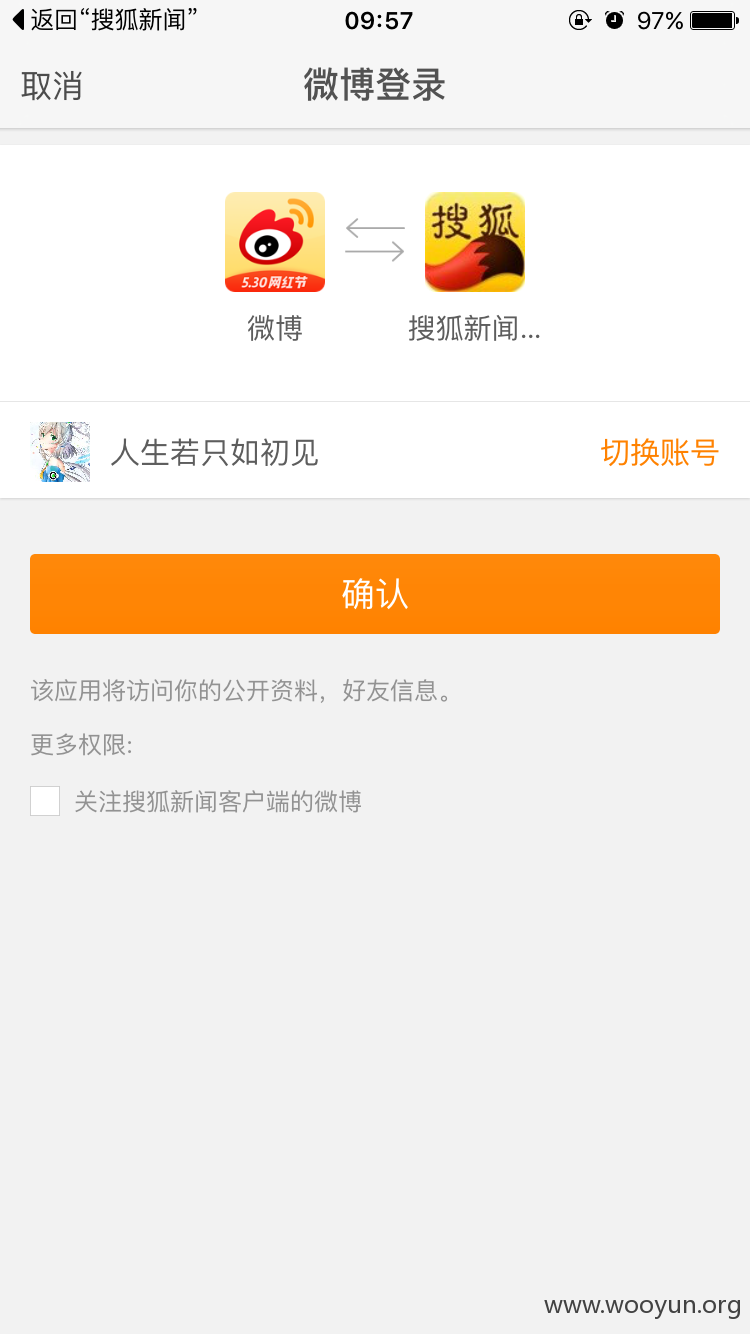 返回“搜狐新闻”
09:57
97%
取消
微博登录
搜狐
5.30网红节
微博
搜狐新闻...
人生若只如初见
切换账号
确认
该应用将访问你的公开资料，好友信息。
更多权限:
关注搜狐新闻客户端的微博
www.wooyun.org